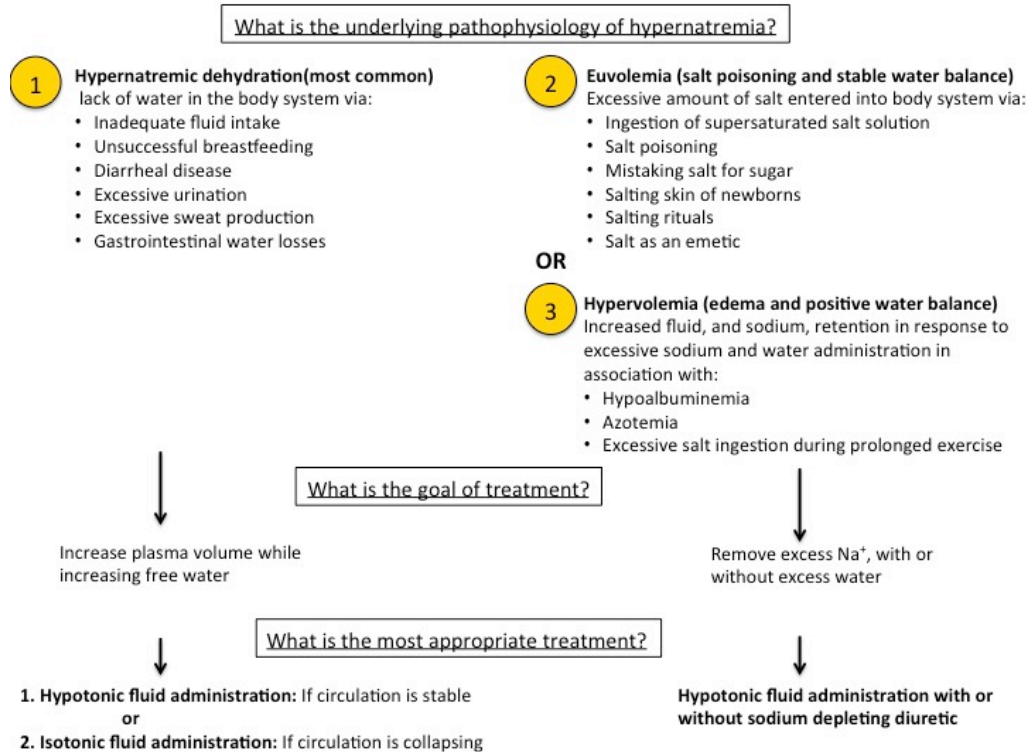 What is the underlying pathophysiology of hypernatremia?
1
Hypernatremic dehydration(most common)
lack of water in the body system via:
• Inadequate fluid intake
• Unsuccessful breastfeeding
• Diarrheal disease
• Excessive urination
• Excessive sweat production
• Gastrointestinal water losses
2
Euvolemia (salt poisoning and stable water balance)
Excessive amount of salt entered into body system via:
• Ingestion of supersaturated salt solution
• Salt poisoning
• Mistaking salt for sugar
• Salting skin of newborns
• Salting rituals
• Salt as an emetic
OR
3
Hypervolemia (edema and positive water balance)
Increased fluid, and sodium, retention in response to
excessive sodium and water administration in
association with:
• Hypoalbuminemia
• Azotemia
• Excessive salt ingestion during prolonged exercise
What is the goal of treatment?
Increase plasma volume while
increasing free water
Remove excess Na⁺, with or
without excess water
What is the most appropriate treatment?
1. Hypotonic fluid administration: If circulation is stable
or
2. Isotonic fluid administration: If circulation is collapsing
Hypotonic fluid administration with or
without sodium depleting diuretic